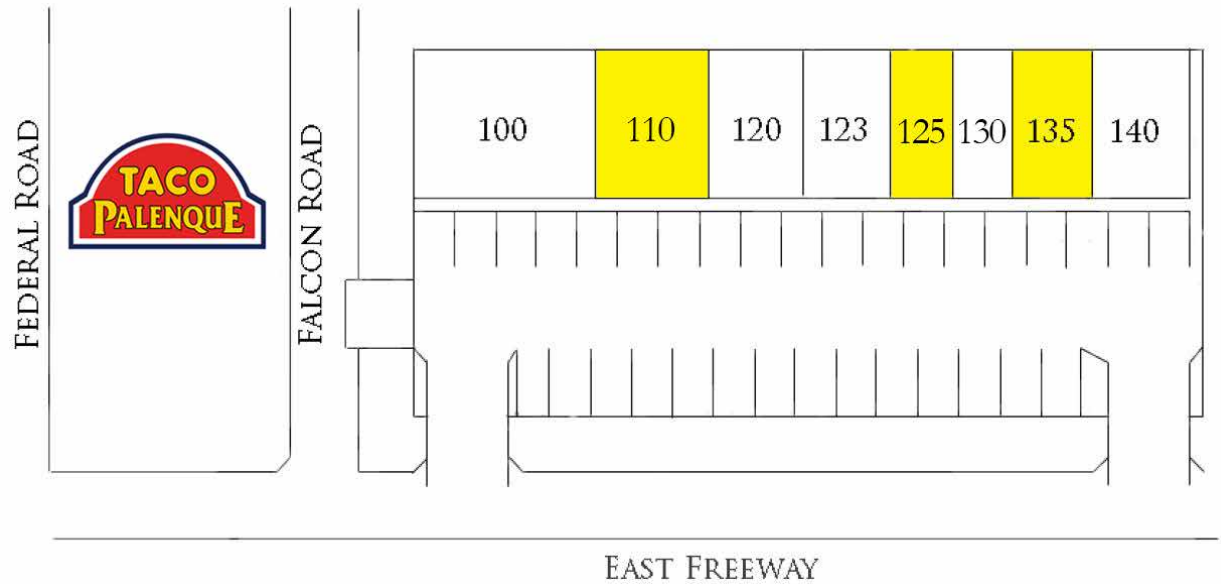 FEDERAL ROAD
TACO
PALENQUE
FALCON ROAD
100 110 120 123 125 130 135 140
EAST FREEWAY